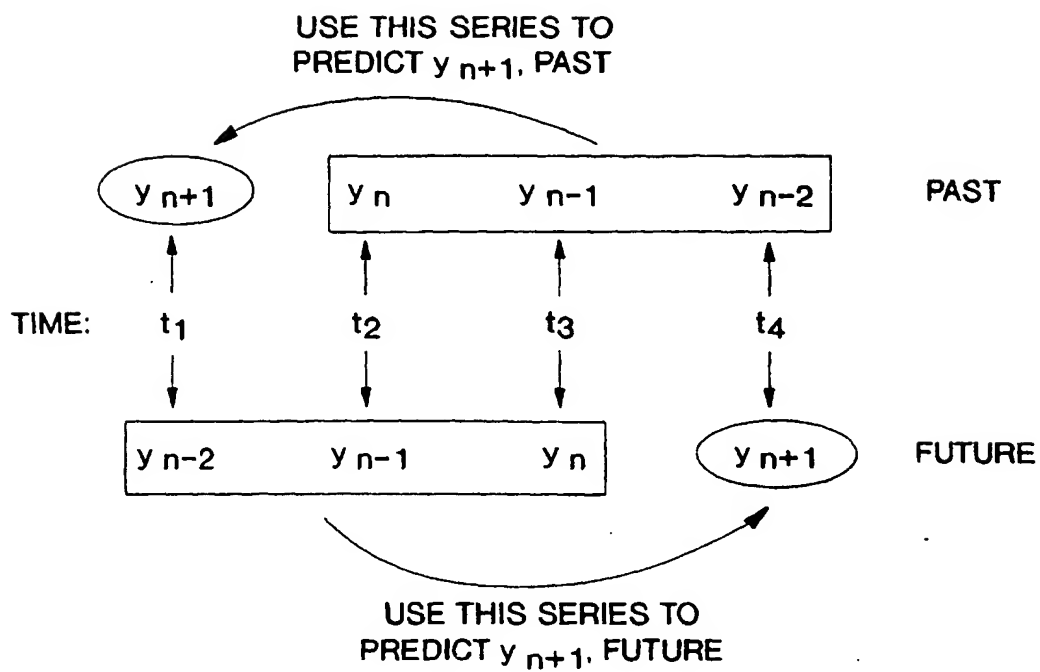 USE THIS SERIES TO
PREDICT y n+1, PAST
y n+1 y n y n-1 y n-2 PAST
TIME: t1 t2 t3 t4
y n-2 y n-1 y n y n+1 FUTURE
USE THIS SERIES TO
PREDICT y n+1, FUTURE